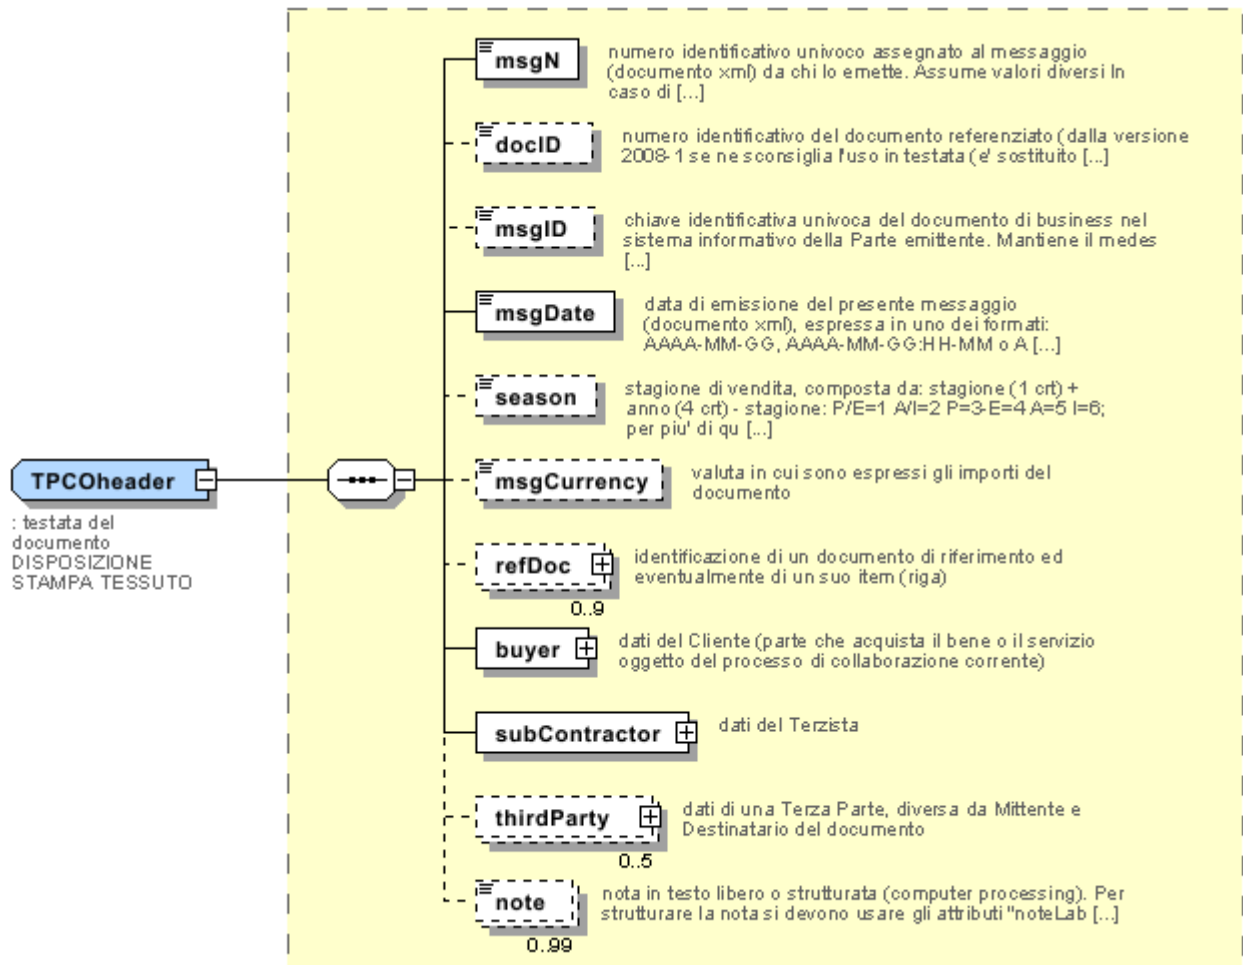 msgN
numero identificativo univoco assegnato al messaggio
(documento xml) da chi lo emette. Assume valori diversi In
caso di [...]
docID
numero identificativo del documento referenziato (dalla versione
2008-1 se ne sconsiglia l'uso in testata (e' sostituito [...]
msgID
chiave identificativa univoca del documento di business nel
sistema informativo della Parte emittente. Mantiene il medes
[...]
msgDate
data di emissione del presente messaggio
(documento xml), espressa in uno dei formati:
AAAA-MM-GG, AAAA-MM-GG:HH-MM o A [...]
season
stagione di vendita, composta da: stagione (1 crt) +
anno (4 crt) - stagione: P/E=1 A/I=2 P=3-E=4 A=5 I=6;
per piu' di qu [...]
TPCOheader
: testata del
documento
DISPOSIZIONE
STAMPA TESSUTO
msgCurrency
valuta in cui sono espressi gli importi del
documento
refDoc
identificazione di un documento di riferimento ed
eventualmente di un suo item (riga)
0..9
buyer
dati del Cliente (parte che acquista il bene o il servizio
oggetto del processo di collaborazione corrente)
subContractor
dati del Terzista
thirdParty
dati di una Terza Parte, diversa da Mittente e
Destinatario del documento
0..5
note
nota in testo libero o strutturata (computer processing). Per
strutturare la nota si devono usare gli attributi "noteLab [...]
0..99